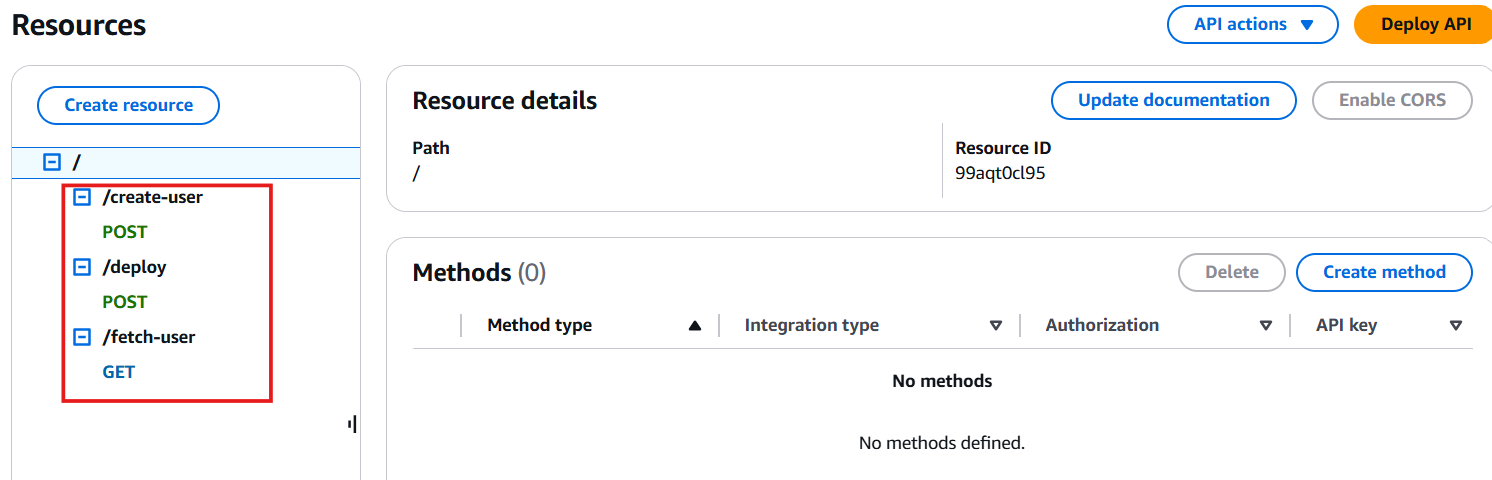 Resources
API actions
Deploy API
Create resource
/
/create-user
POST
/deploy
POST
/fetch-user
GET
Resource details
Update documentation
Enable CORS
Path
/
Resource ID
99aqt0cl95
Methods (0)
Delete
Create method
Method type
Integration type
Authorization
API key
No methods
No methods defined.